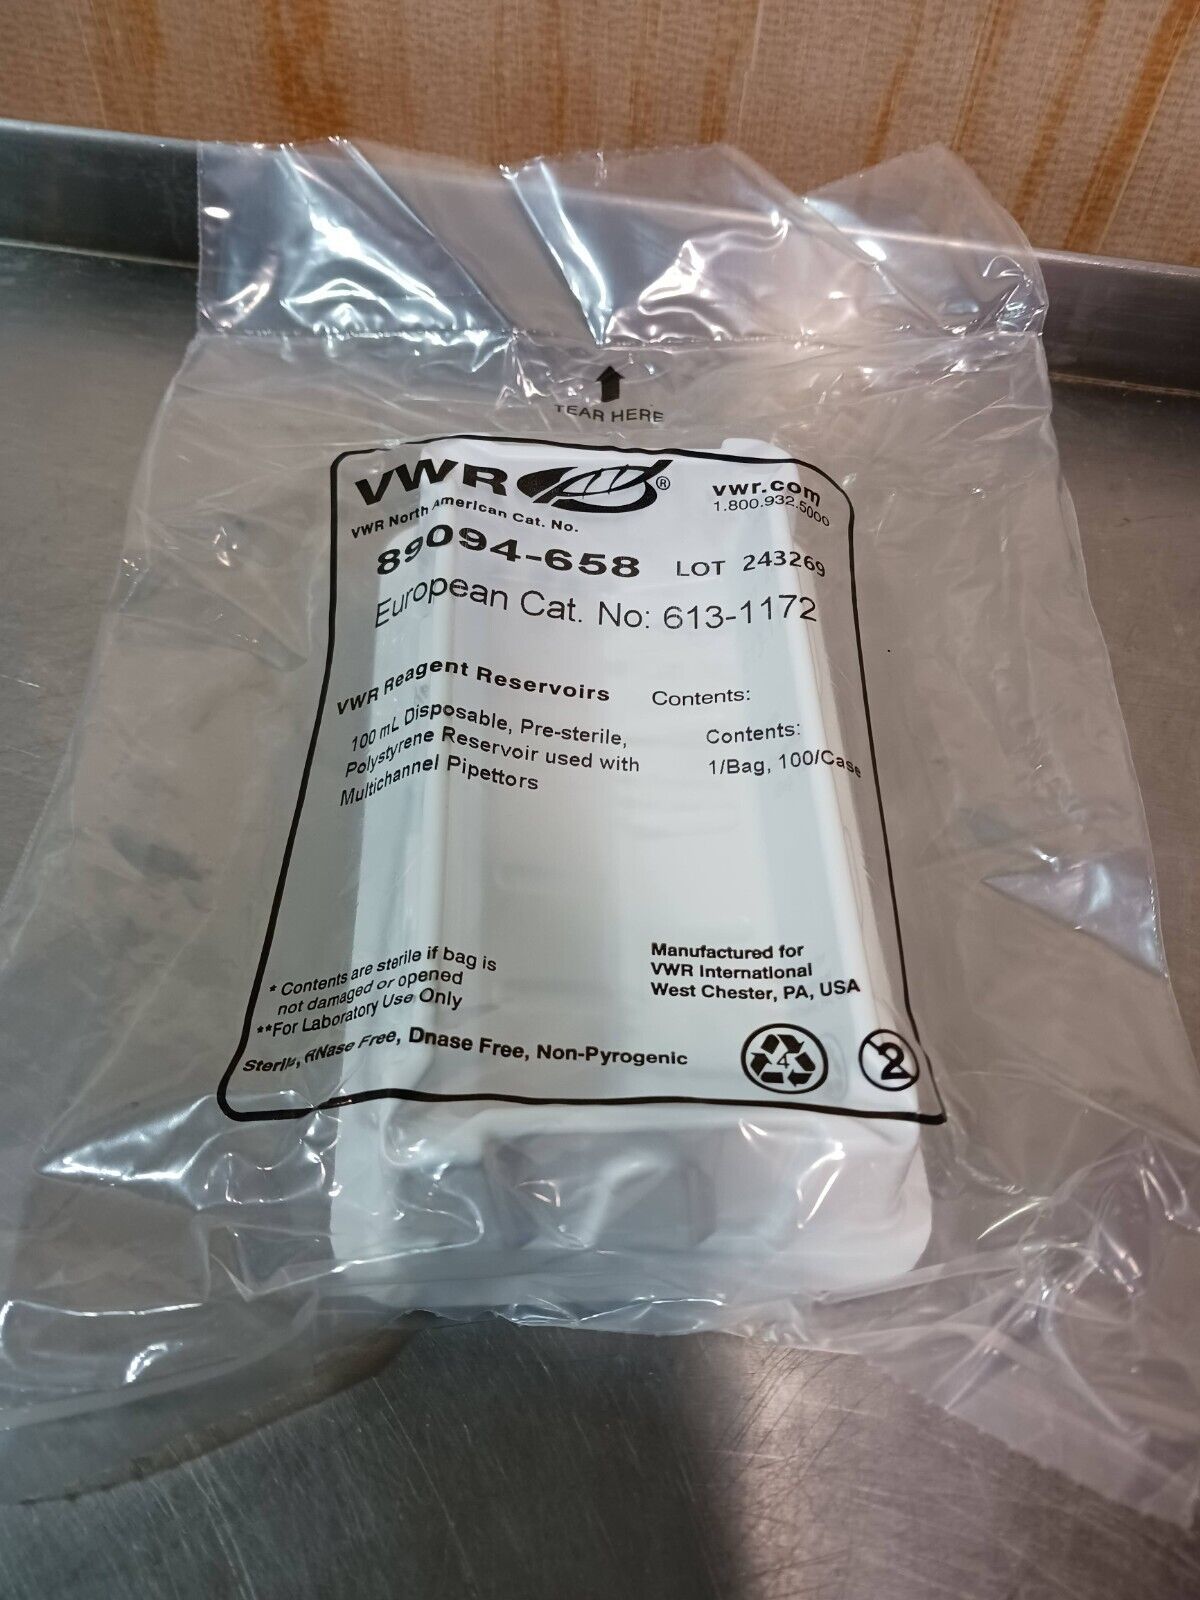 TEAR HERE
VWR ®
vwr.com
1.800.932.5000
VWR North American Cat. No.
89094-658 LOT 243269
European Cat. No: 613-1172
VWR Reagent Reservoirs
100 mL Disposable, Pre-sterile,
Polystyrene Reservoir used with
Multichannel Pipettors
Contents:
Contents:
1/Bag, 100/Case
* Contents are sterile if bag is
not damaged or opened
**For Laboratory Use Only
Sterile, RNase Free, Dnase Free, Non-Pyrogenic
Manufactured for
VWR International
West Chester, PA, USA
4
2